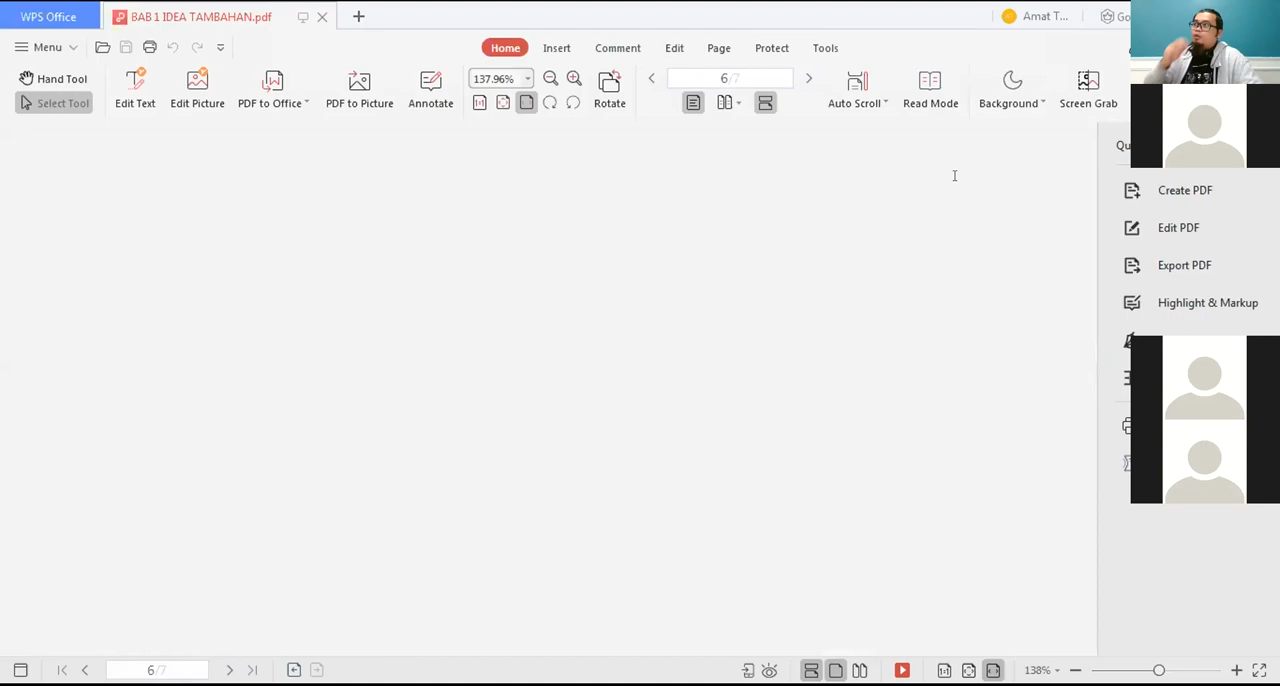 WPS Office BAB 1 IDEA TAMBAHAN.pdf Amat T... Go
Menu Home Insert Comment Edit Page Protect Tools
Hand Tool
Select Tool
Edit Text Edit Picture PDF to Office PDF to Picture Annotate
137.96%
Rotate
6/7
Auto Scroll Read Mode Background Screen Grab
Qu
Create PDF
Edit PDF
Export PDF
Highlight & Markup
6/7 138%